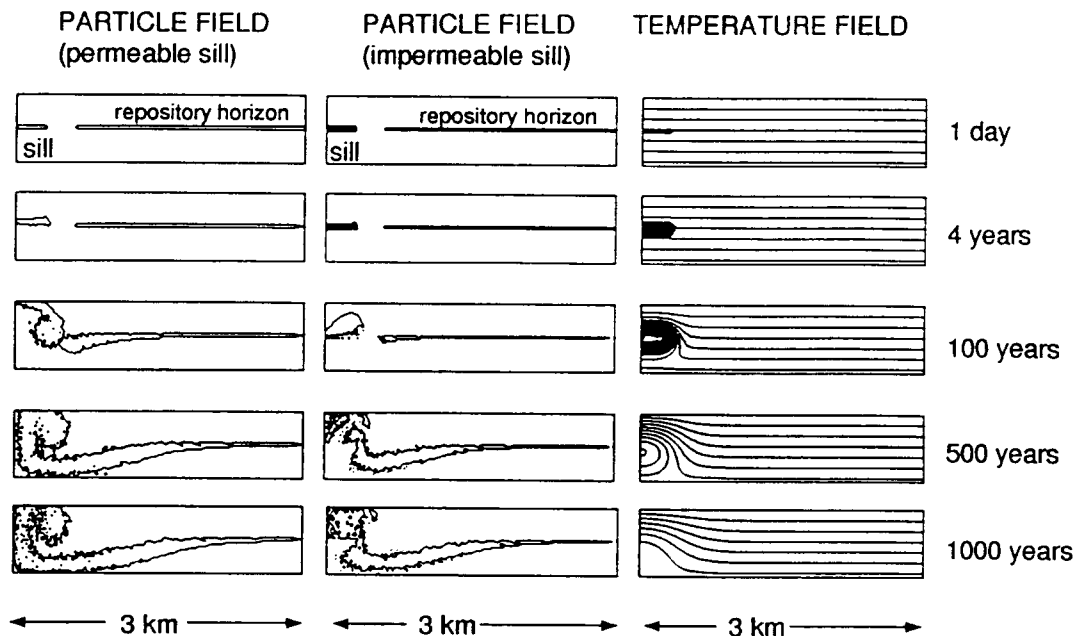 PARTICLE FIELD
(permeable sill)
PARTICLE FIELD
(impermeable sill)
TEMPERATURE FIELD
repository horizon
sill
repository horizon
sill
1 day
4 years
100 years
500 years
1000 years
3 km
3 km
3 km